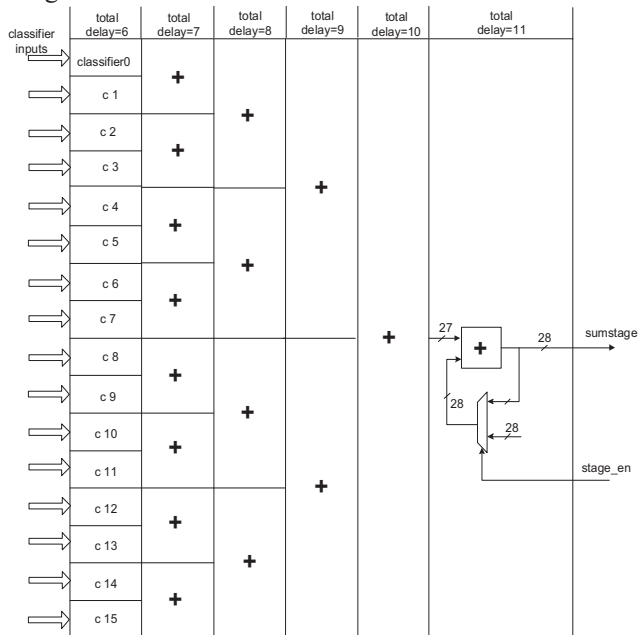 total delay=6
total delay=7
total delay=8
total delay=9
total delay=10
total delay=11
classifier
inputs
classifier0
c 1
+
c 2
+
c 3
+
c 4
+
c 5
+
c 6
+
c 7
+
+
27
+
28
sumstage
c 8
+
c 9
28
c 10
+
+
28
c 11
stage_en
+
c 12
+
c 13
c 14
+
+
c 15